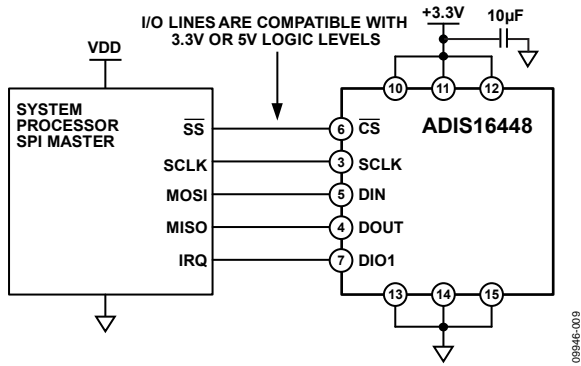 I/O LINES ARE COMPATIBLE WITH
3.3V OR 5V LOGIC LEVELS
+3.3V
10µF
VDD
10
11
12
SYSTEM
PROCESSOR
SPI MASTER
ADIS16448
SS
6
CS
SCLK
3
SCLK
MOSI
5
DIN
MISO
4
DOUT
IRQ
7
DIO1
13
14
15
09946-009